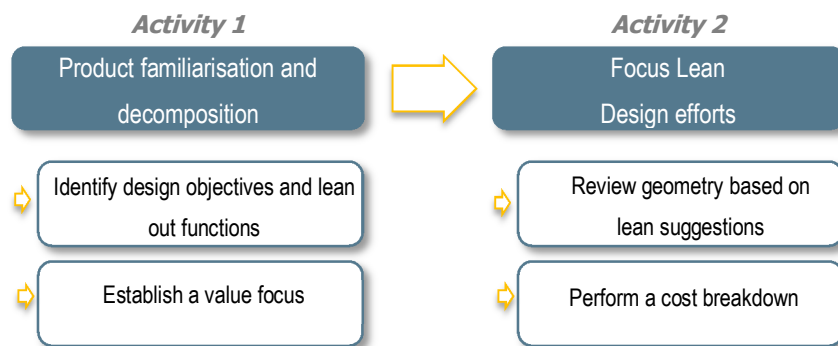 Activity 1
Product familiarisation and
decomposition
Identify design objectives and lean
out functions
Establish a value focus
Activity 2
Focus Lean
Design efforts
Review geometry based on
lean suggestions
Perform a cost breakdown